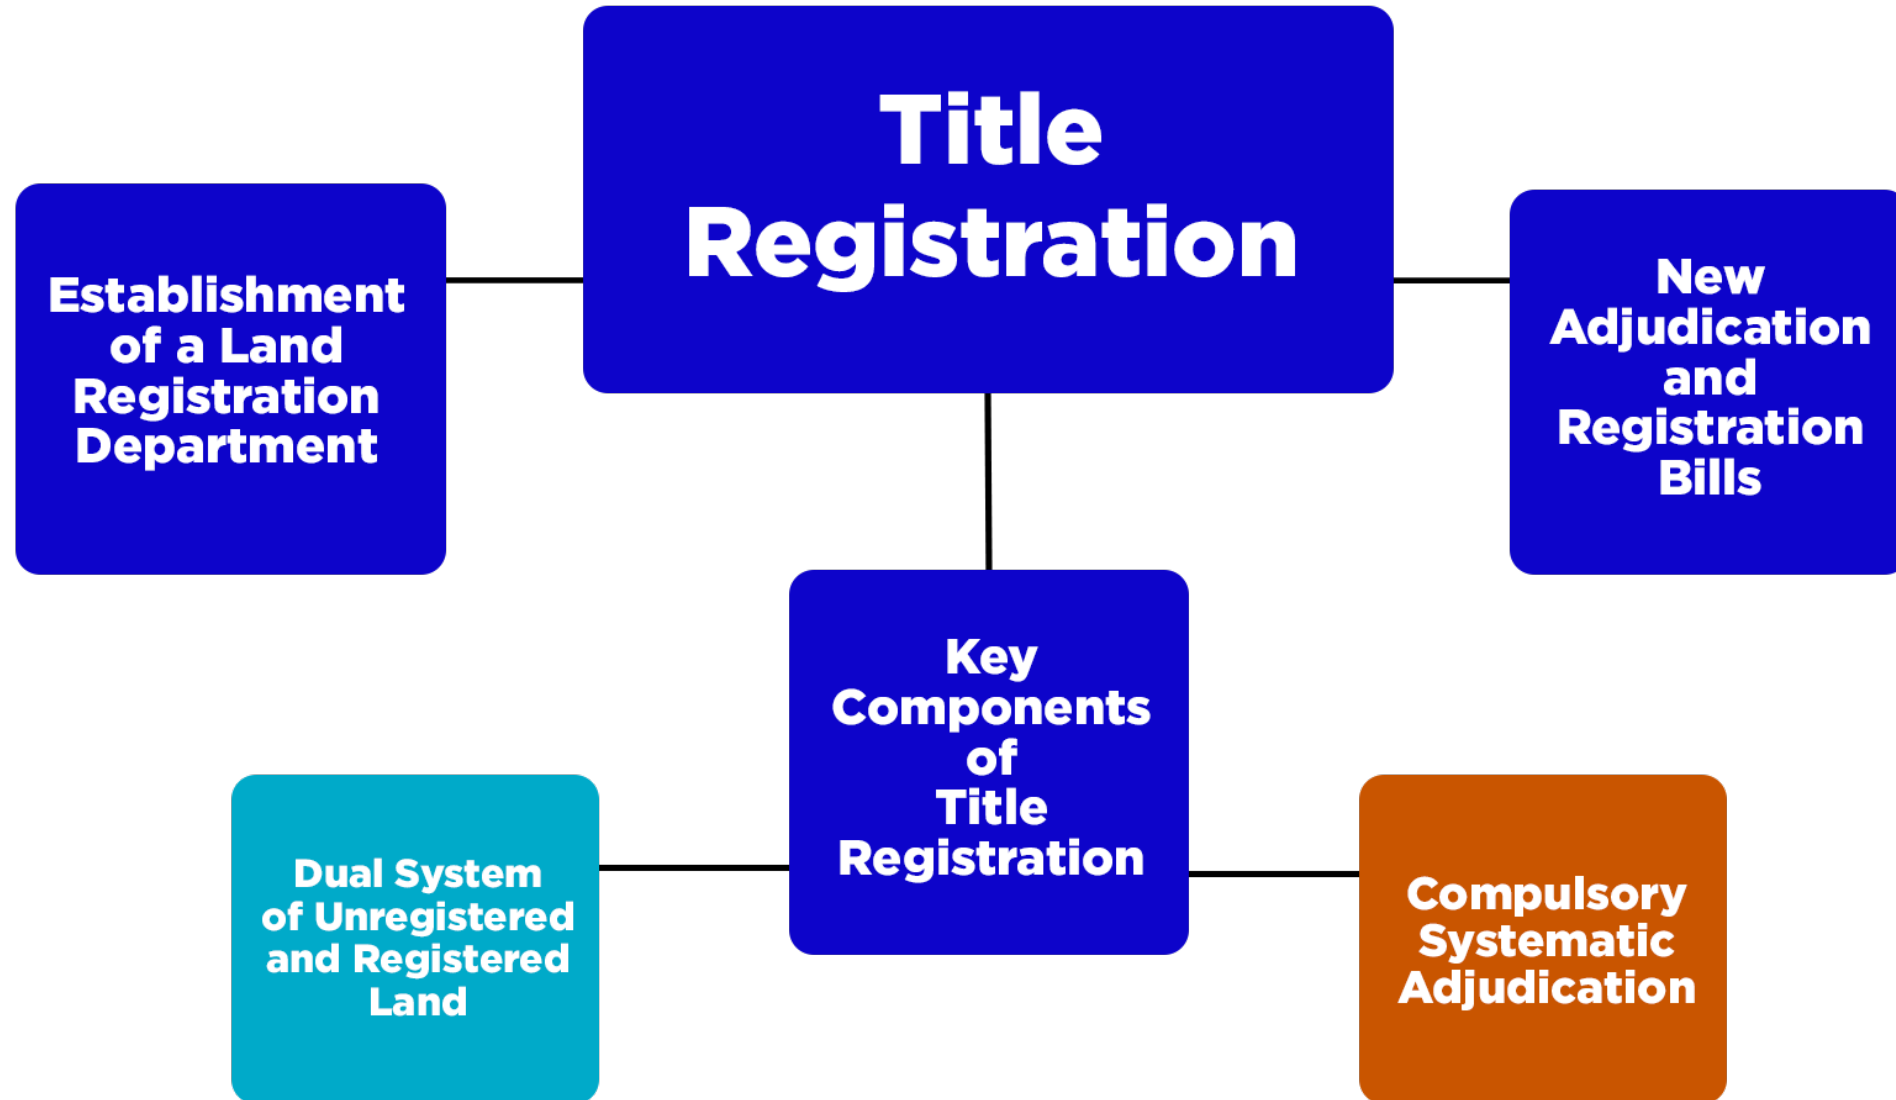 Title
Registration
Establishment
of a Land
Registration
Department
New
Adjudication
and
Registration
Bills
Key
Components
of
Title
Registration
Dual System
of Unregistered
and Registered
Land
Compulsory
Systematic
Adjudication